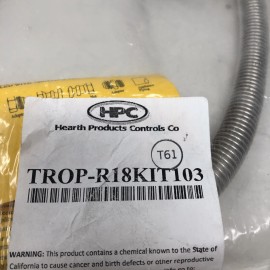 HPC
Hearth Products Controls Co
T61
TROP-R18KIT103
WARNING: This product contains a chemical known to the State of
California to cause cancer and birth defects or other reproductive